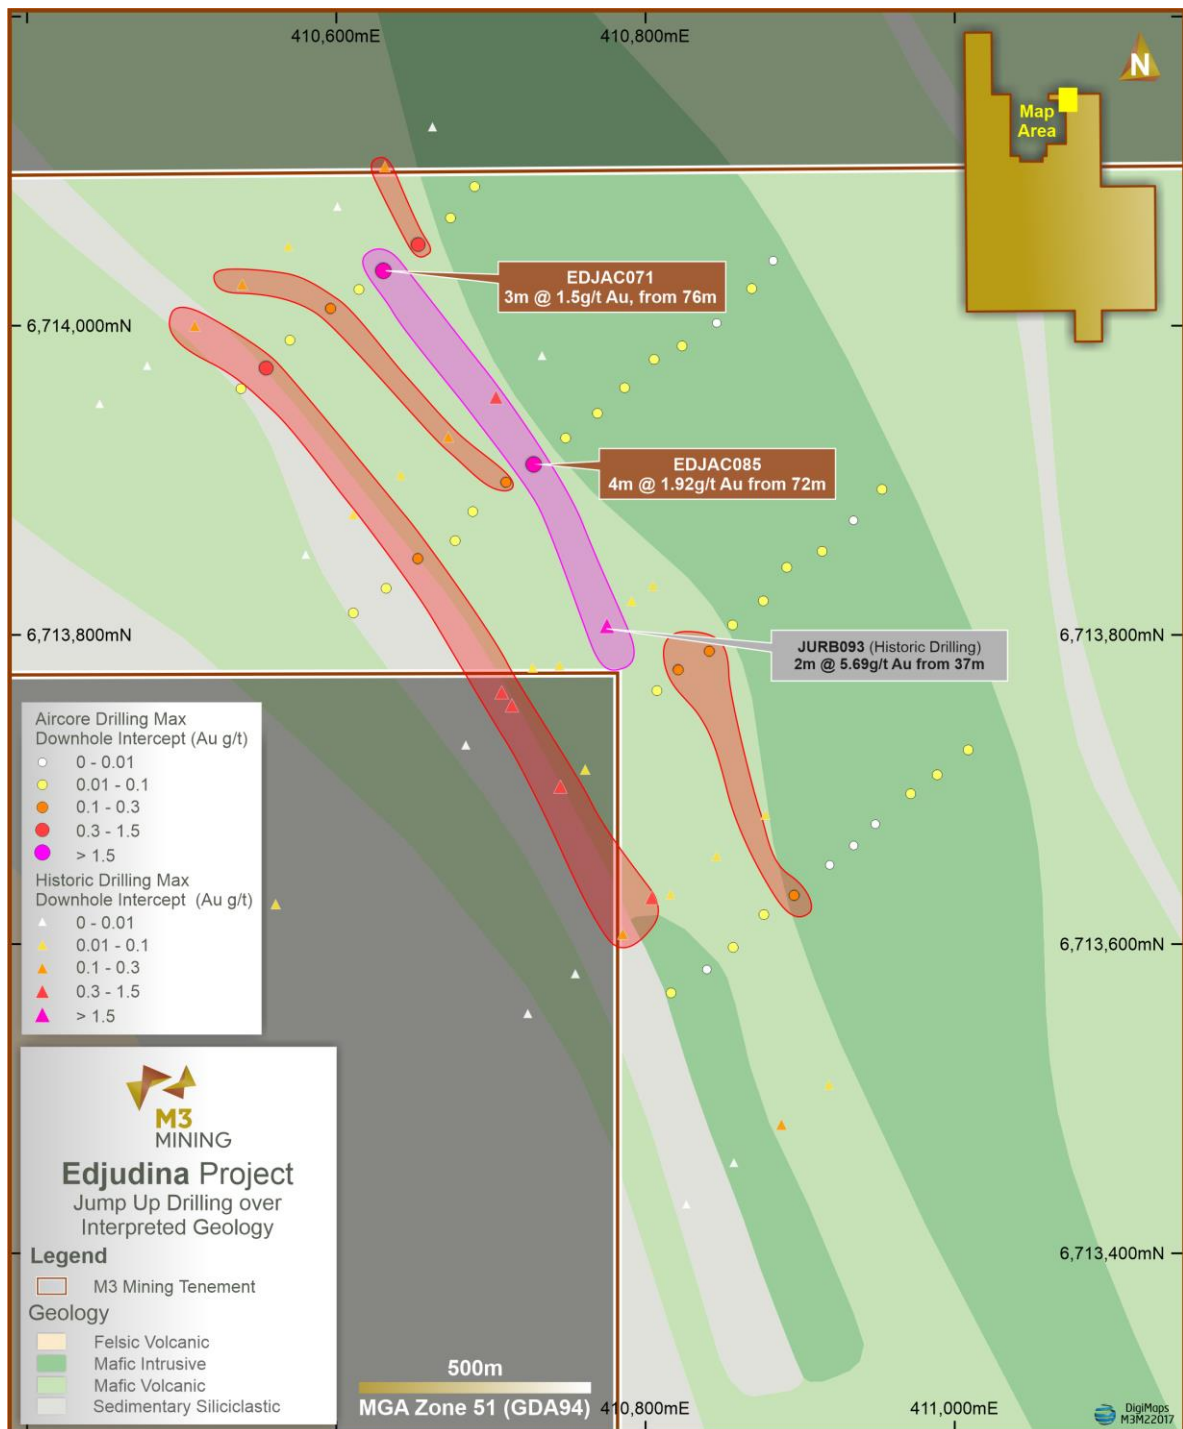 410,600mE
410,800mE
N
Map
Area
EDJAC071
3m @ 1.5g/t Au, from 76m
6,714,000mN
EDJAC085
4m @ 1.92g/t Au from 72m
6,713,800mN
6,713,800mN
JURB093 (Historic Drilling)
2m @ 5.69g/t Au from 37m
Aircore Drilling Max
Downhole Intercept (Au g/t)
0 - 0.01
0.01 - 0.1
0.1 - 0.3
0.3 - 1.5
> 1.5
Historic Drilling Max
Downhole Intercept (Au g/t)
0 - 0.01
0.01 - 0.1
0.1 - 0.3
0.3 - 1.5
> 1.5
6,713,600mN
M3
MINING
Edjudina Project
Jump Up Drilling over
Interpreted Geology
Legend
M3 Mining Tenement
Geology
Felsic Volcanic
Mafic Intrusive
Mafic Volcanic
Sedimentary Siliciclastic
6,713,400mN
500m
MGA Zone 51 (GDA94)
410,800mE
411,000mE
DigiMaps
M3M22017